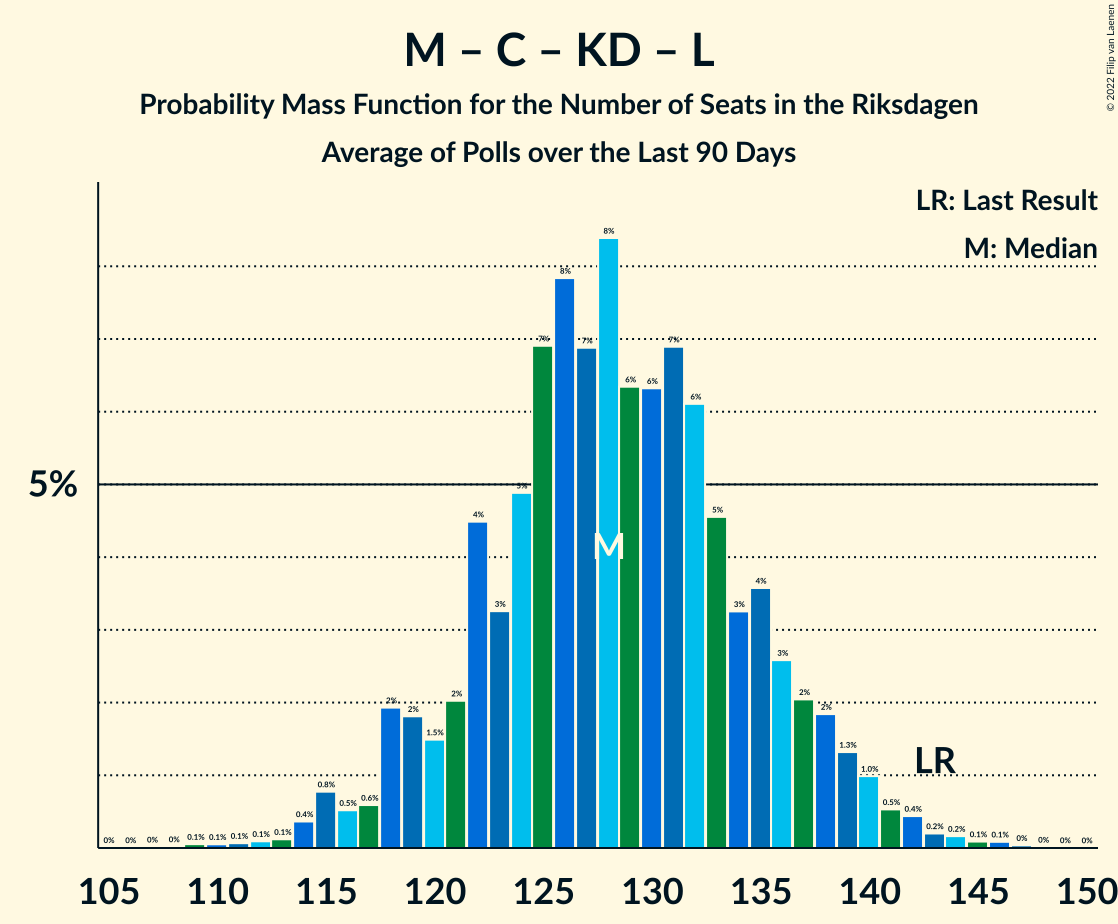 M – C – KD – L
Probability Mass Function for the Number of Seats in the Riksdagen
Average of Polls over the Last 90 Days
© 2022 Filip van Laenen
LR: Last Result
M: Median
5%
0% 0% 0% 0% 0.1% 0.1% 0.1% 0.1% 0.1% 0.4% 0.8% 0.5% 0.6% 2% 2% 1.5% 2% 4% 3% 5% 7% 8% 7% 8% 6% 6% 7% 6% 5% 3% 4% 3% 2% 2% 1.3% 1.0% 0.5% 0.4% 0.2% 0.2% 0.1% 0.1% 0% 0% 0% 0%
M
LR
105 110 115 120 125 130 135 140 145 150